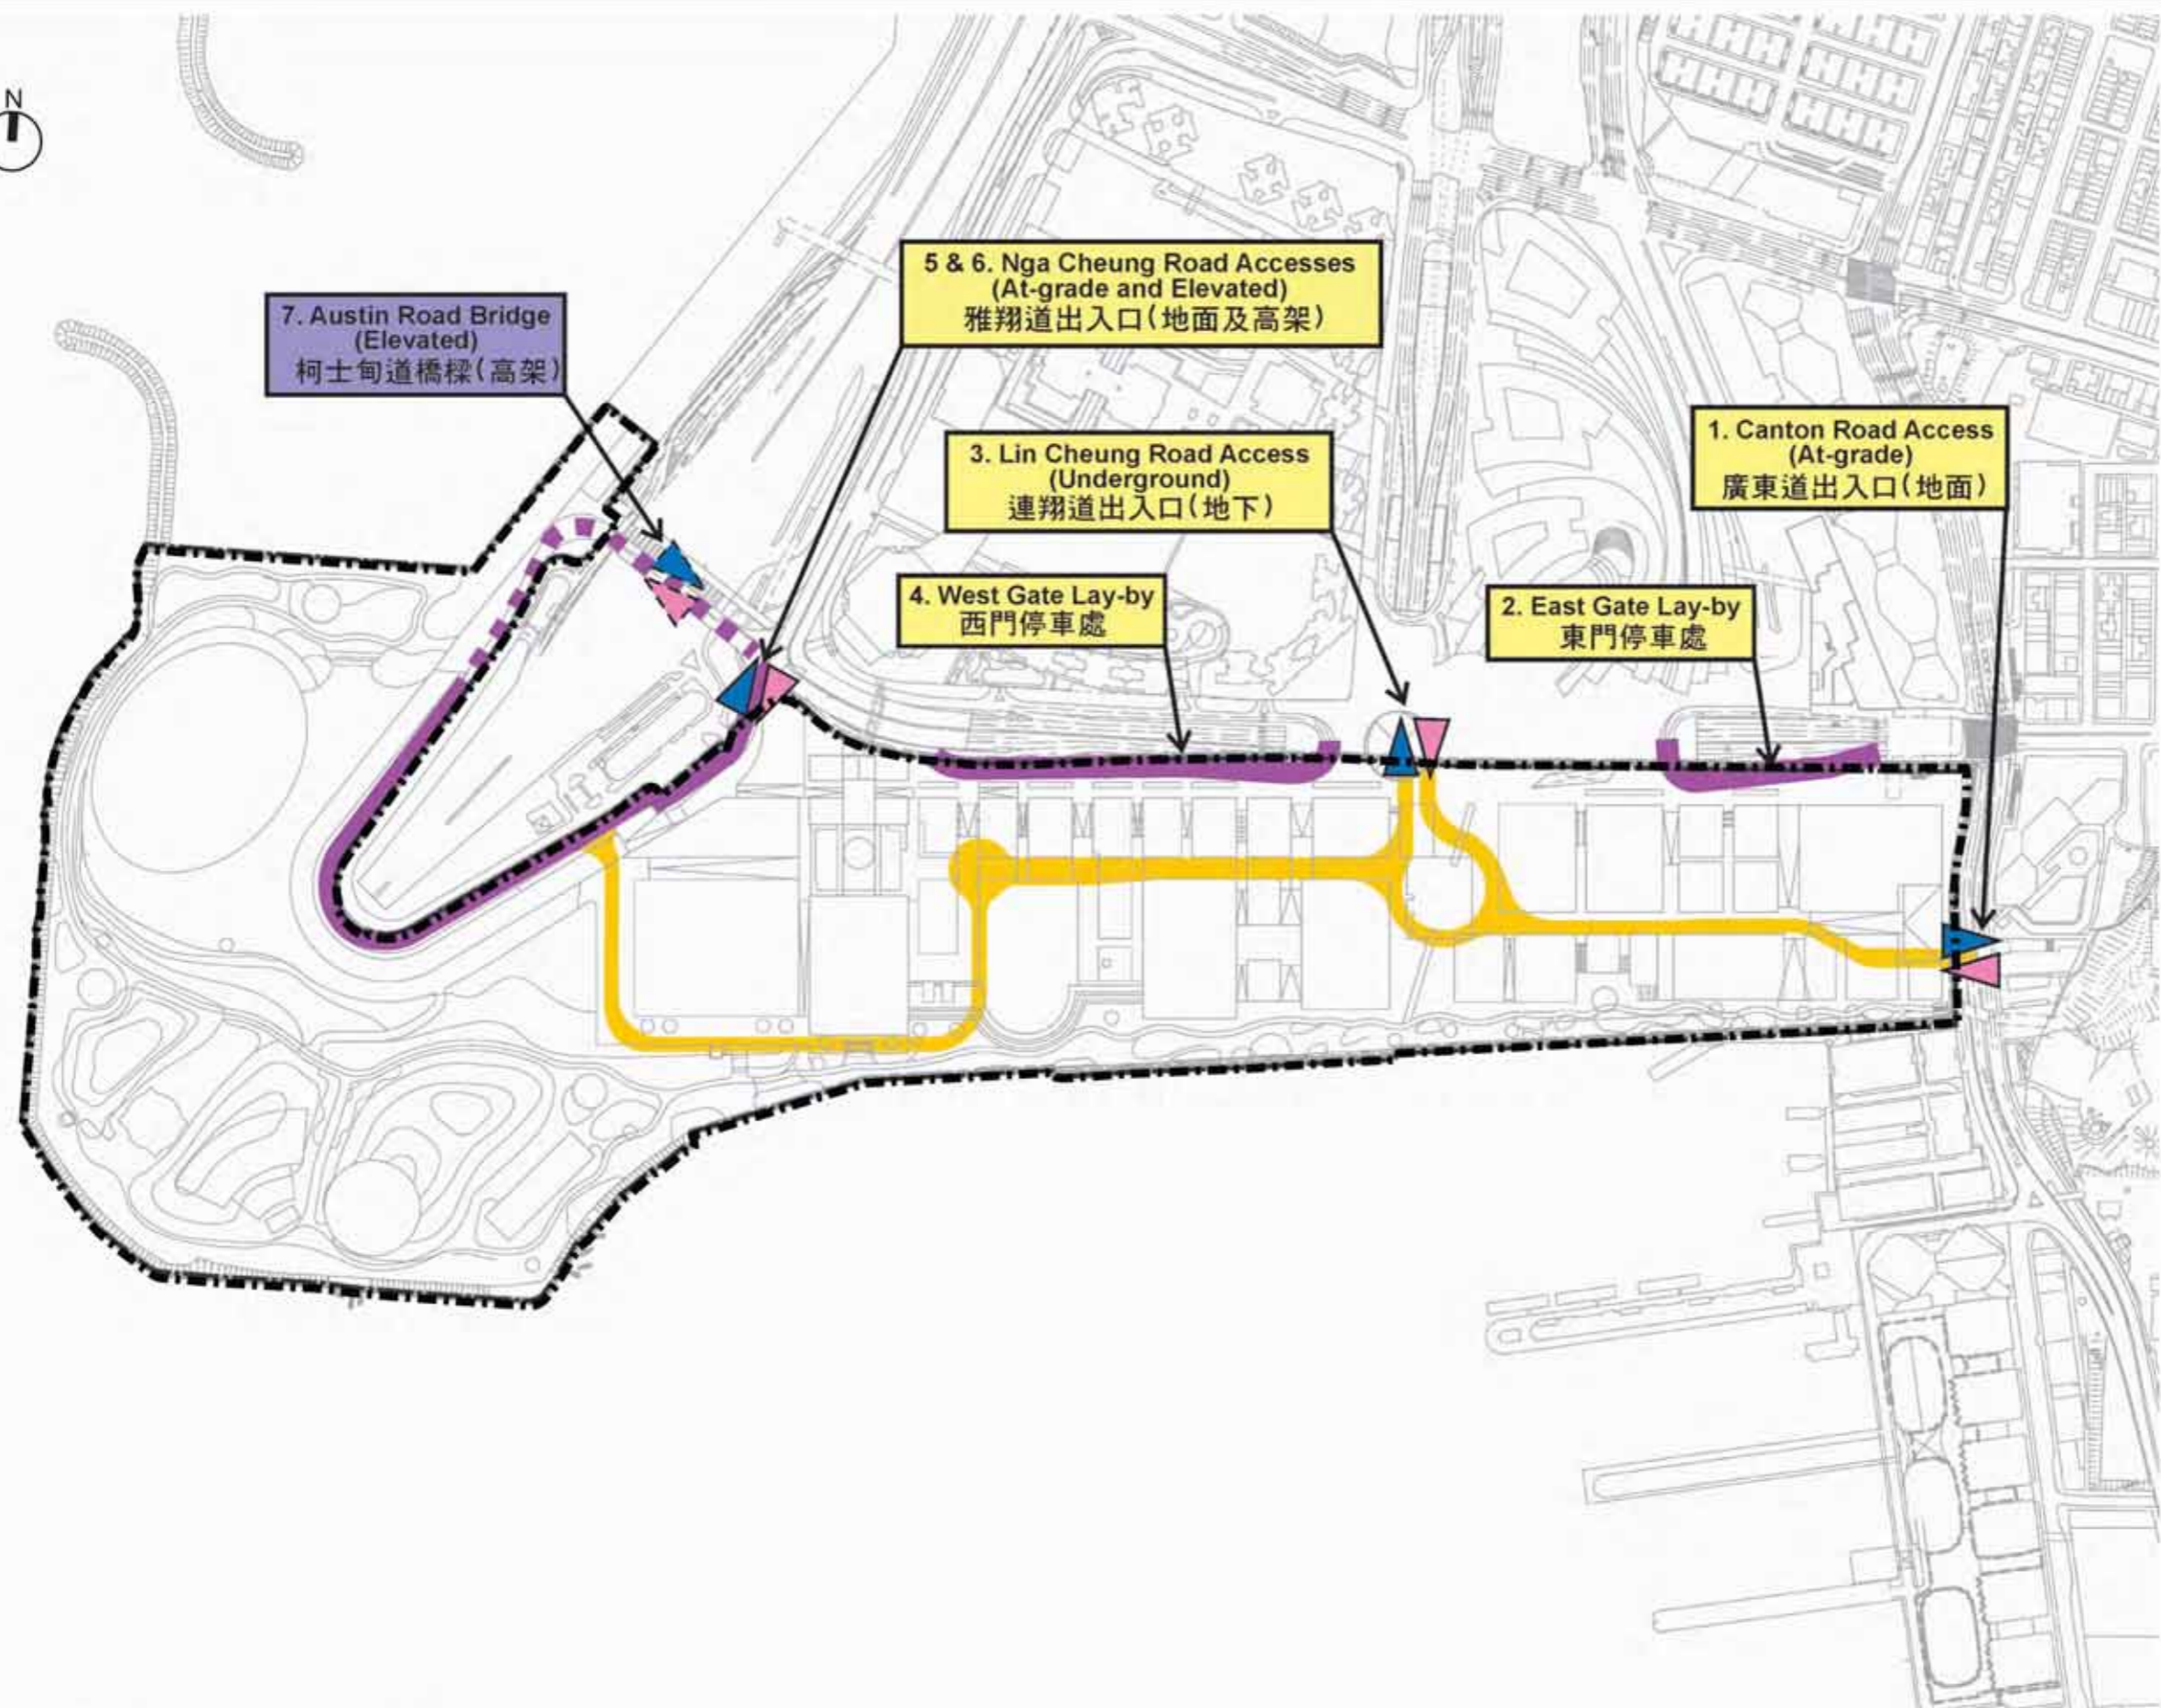 N
5 & 6. Nga Cheung Road Accesses
(At-grade and Elevated)
雅翔道出入口(地面及高架)
7. Austin Road Bridge
(Elevated)
柯士甸道橋樑(高架)
1. Canton Road Access
(At-grade)
廣東道出入口(地面)
3. Lin Cheung Road Access
(Underground)
連翔道出入口(地下)
4. West Gate Lay-by
西門停車處
2. East Gate Lay-by
東門停車處